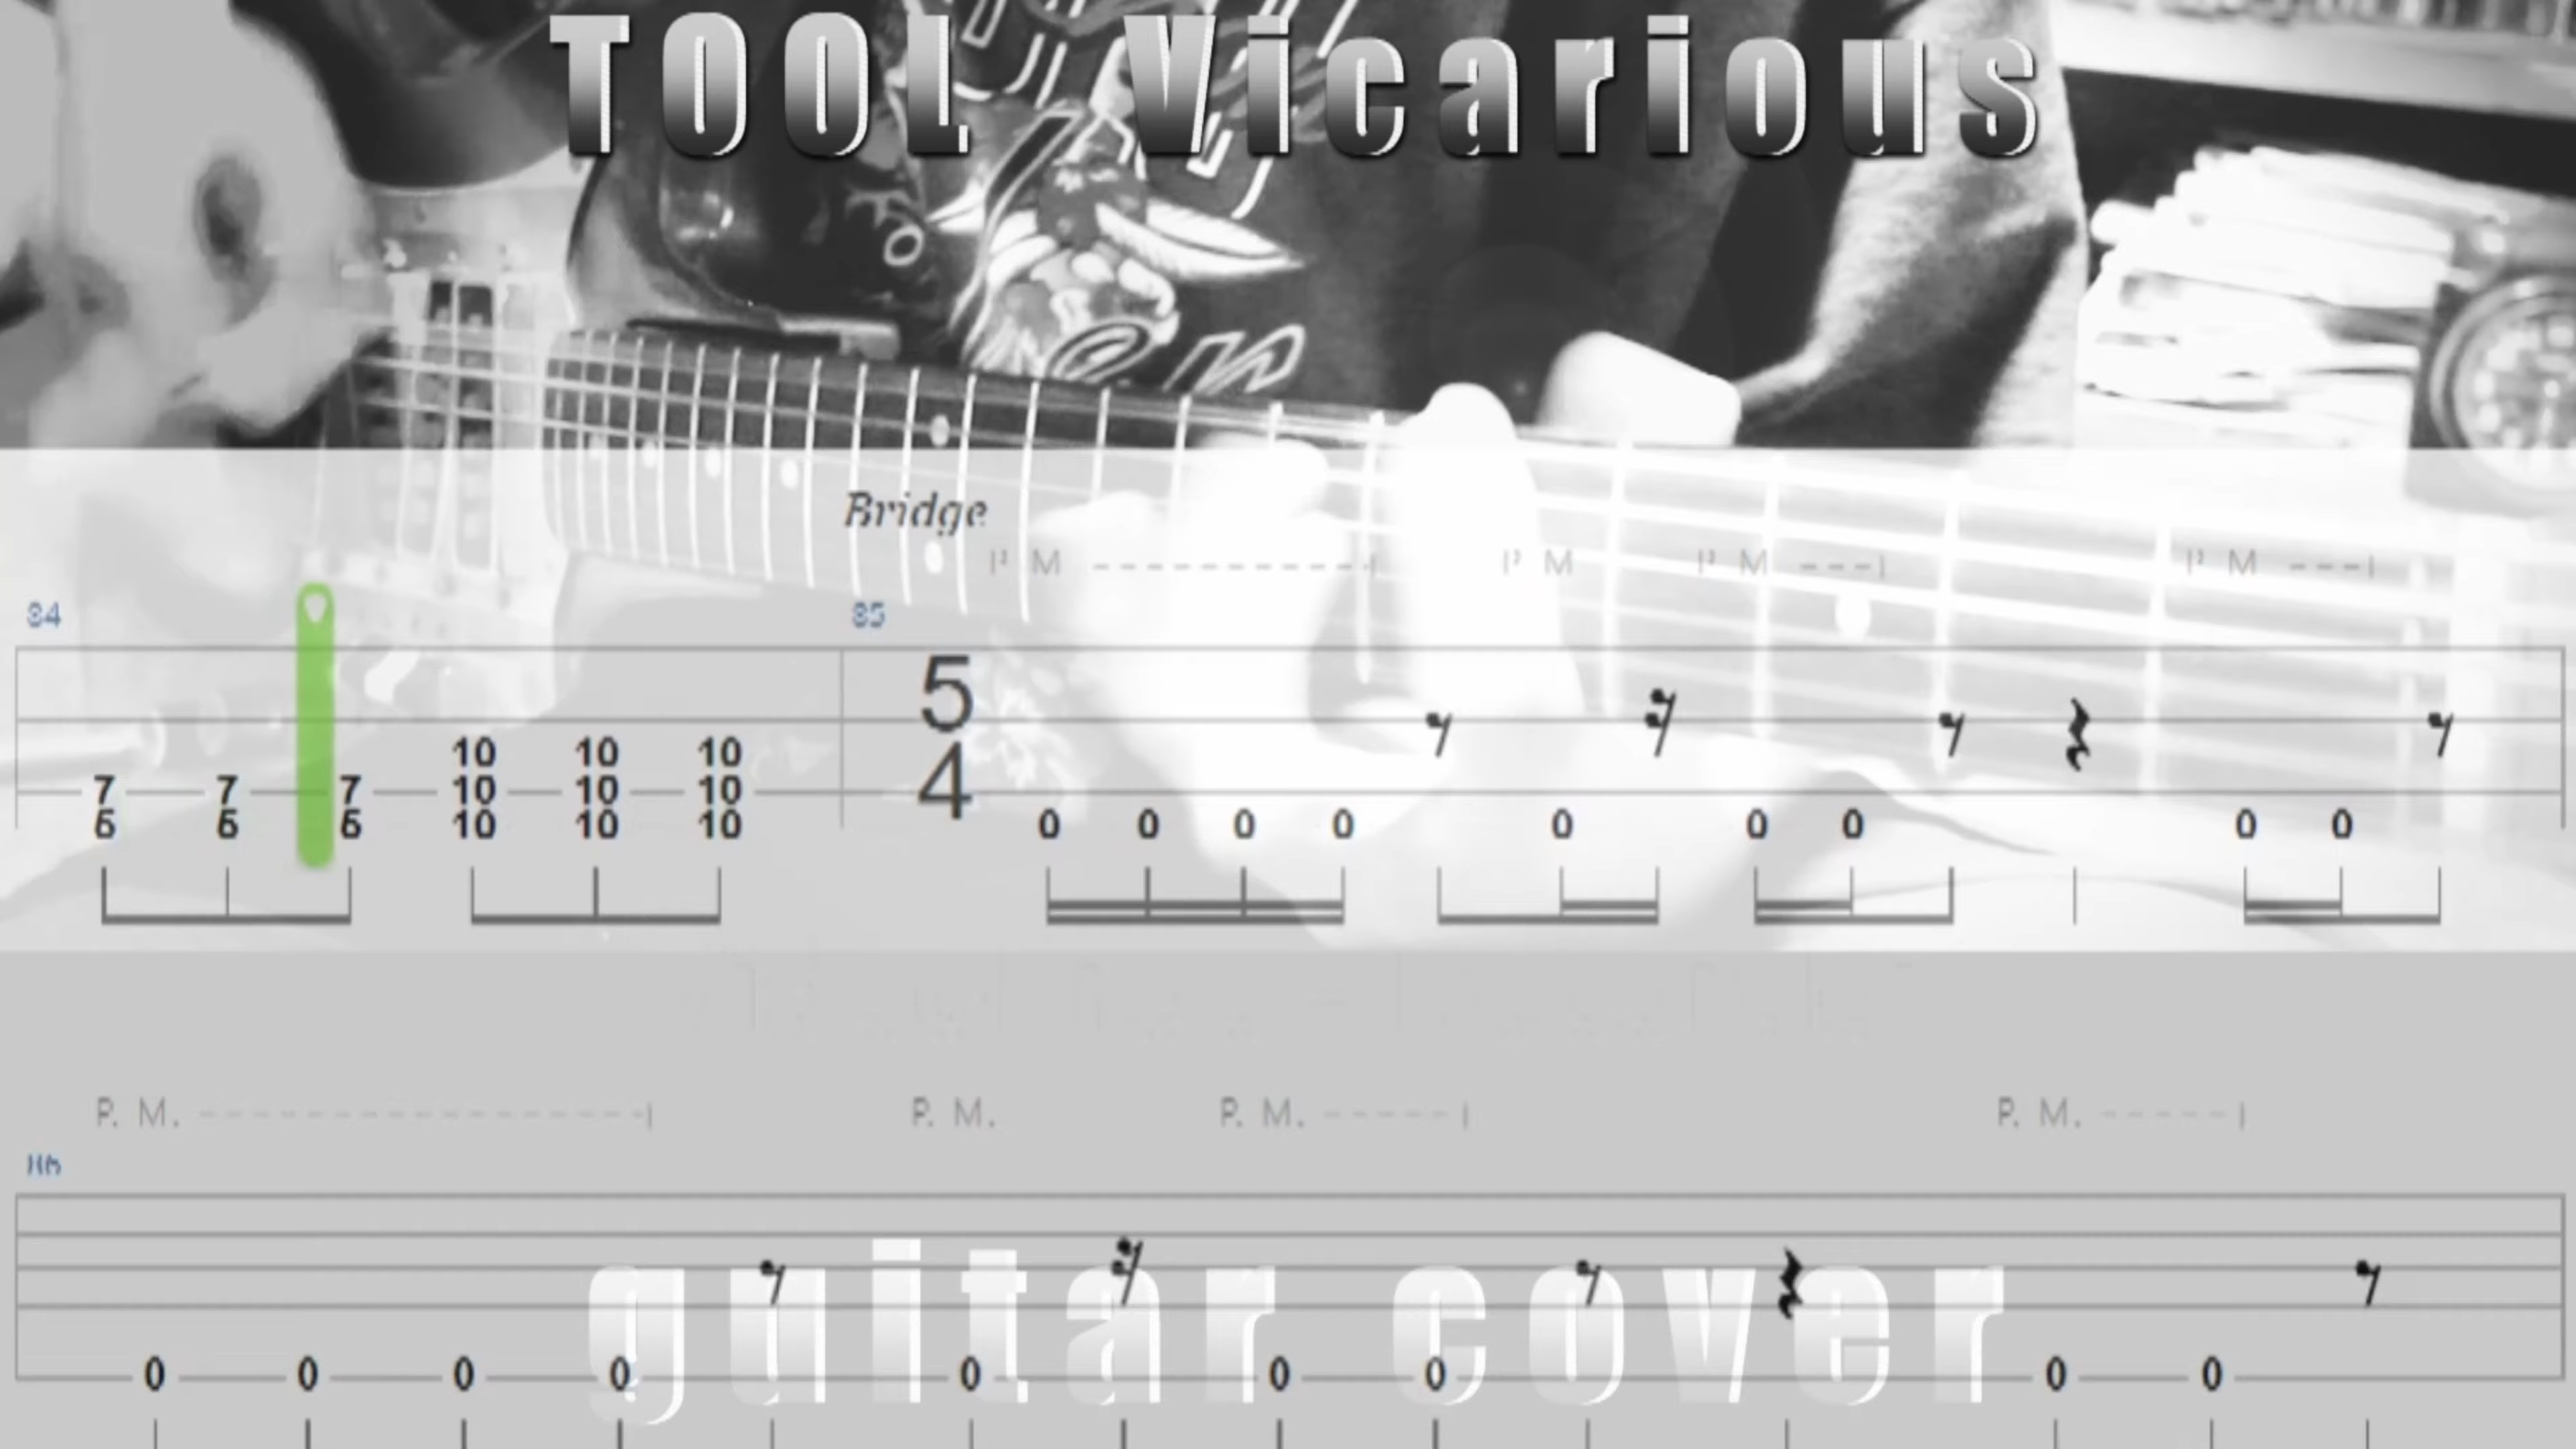 TOOL Vicarious
Bridge
P M P M P M P M
84 85
5
4
10 10 10
7 7 7 10 10 10
6 6 6 10 10 10 0 0 0 0 0 0 0 0 0
P. M. P. M. P. M. P. M.
guitar cover
0 0 0 0 0 0 0 0 0